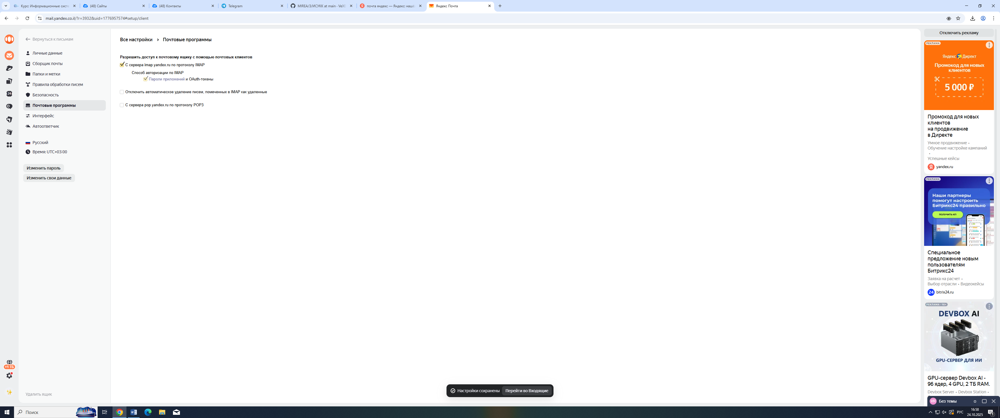 Курс: Информационные систе
(48) Сайты
(48) Контакты
Telegram
MIREA/3/ИСУКК at main · VeXE
почта яндекс — Яндекс: нашё
Яндекс Почта
mail.yandex.co.il/?r=3932&uid=1776957574#setup/client
Вернуться к письмам
Личные данные
Сборщик почты
Папки и метки
Правила обработки писем
Безопасность
Почтовые программы
Интерфейс
Автоответчик
Русский
Время: UTC+03:00
Изменить пароль
Изменить свои данные
24
+1 ТБ
Удалить ящик
Все настройки › Почтовые программы
Разрешить доступ к почтовому ящику с помощью почтовых клиентов
С сервера imap.yandex.ru по протоколу IMAP
Способ авторизации по IMAP
Пароли приложений и OAuth-токены
Отключить автоматическое удаление писем, помеченных в IMAP как удаленные
С сервера pop.yandex.ru по протоколу POP3
Настройки сохранены Перейти во Входящие
Отключить рекламу
РЕКЛАМА
Яндекс Директ
Промокод для новых
клиентов
5 000 ₽
Промокод для новых
клиентов
на продвижение
в Директе
Умное продвижение •
Обучение настройке кампаний
•
Успешные кейсы
Я yandex.ru
РЕКЛАМА
Наши партнеры
помогут настроить
Битрикс24 правильно
ПОЛУЧИТЬ КП
Специальное
предложение новым
пользователям
Битрикс24
Заявка на расчет •
Выбор отрасли • Видеокейсы
24 bitrix24.ru
РЕКЛАМА • 16+
DEVBOX AI
GPU-СЕРВЕР ДЛЯ ИИ
GPU-сервер Devbox AI -
96 ядер, 4 GPU, 2 ТБ RAM.
Devbox Server • Devbox Station •
VR Без темы
Поиск
РУС
16:58
24.10.2025
1